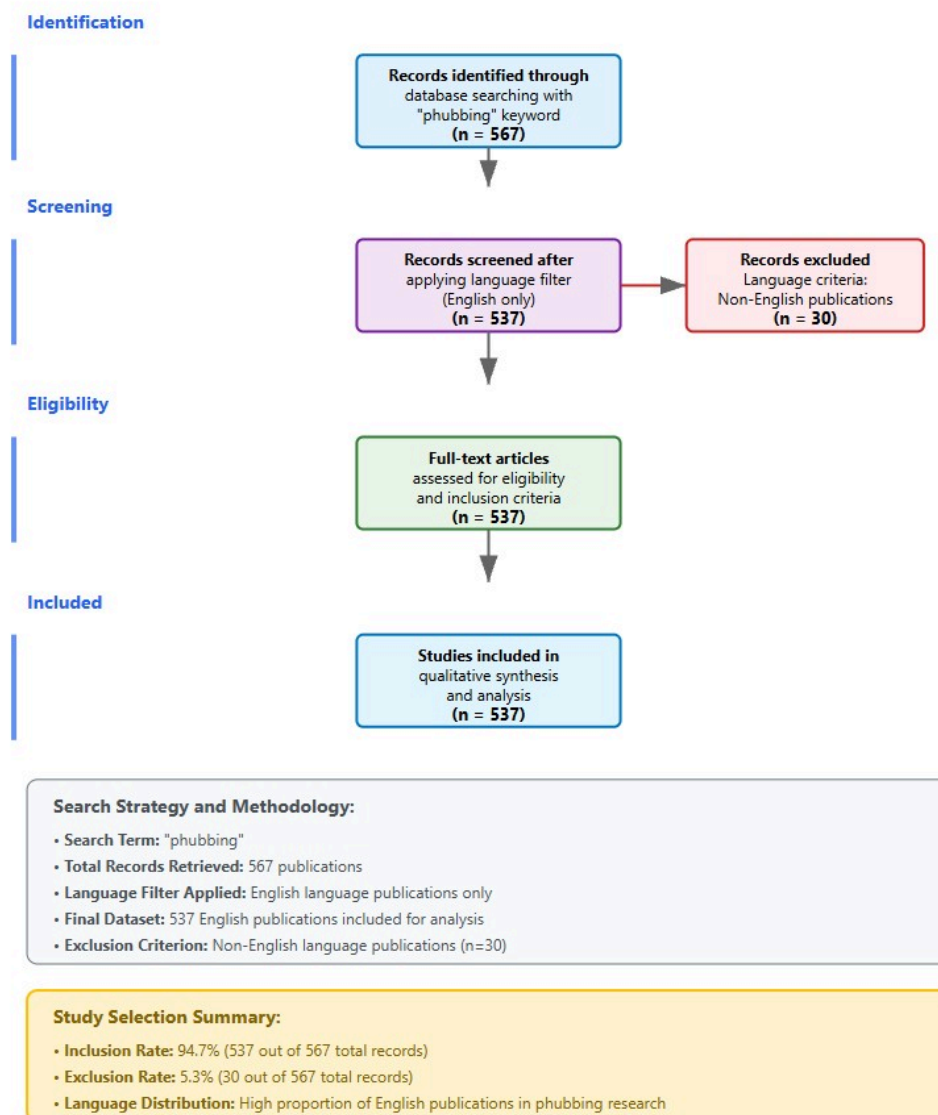 Identification
Records identified through
database searching with
"phubbing" keyword
(n = 567)
Screening
Records screened after
applying language filter
(English only)
(n = 537)
Records excluded
Language criteria:
Non-English publications
(n = 30)
Eligibility
Full-text articles
assessed for eligibility
and inclusion criteria
(n = 537)
Included
Studies included in
qualitative synthesis
and analysis
(n = 537)
Search Strategy and Methodology:
• Search Term: "phubbing"
• Total Records Retrieved: 567 publications
• Language Filter Applied: English language publications only
• Final Dataset: 537 English publications included for analysis
• Exclusion Criterion: Non-English language publications (n=30)
Study Selection Summary:
• Inclusion Rate: 94.7% (537 out of 567 total records)
• Exclusion Rate: 5.3% (30 out of 567 total records)
• Language Distribution: High proportion of English publications in phubbing research